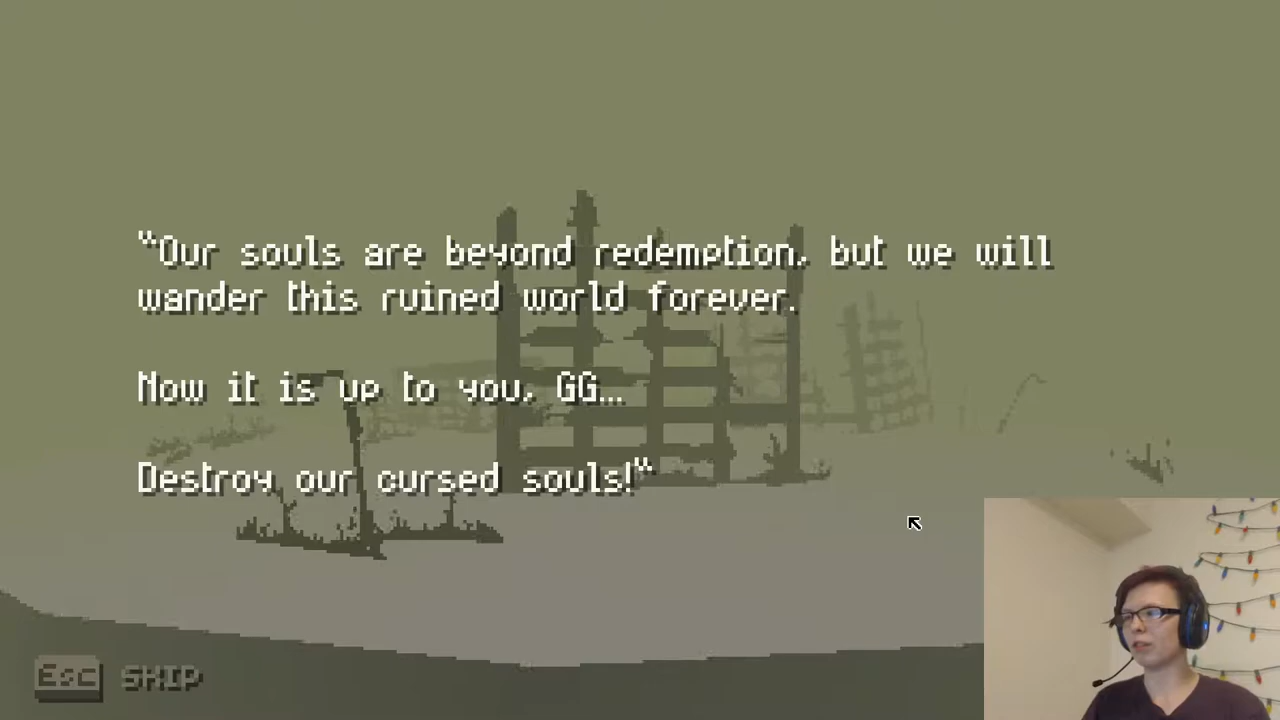 "Our souls are beyond redemption, but we will
wander this ruined world forever.
Now it is up to you, GG...
Destroy our cursed souls!"
Esc SKIP